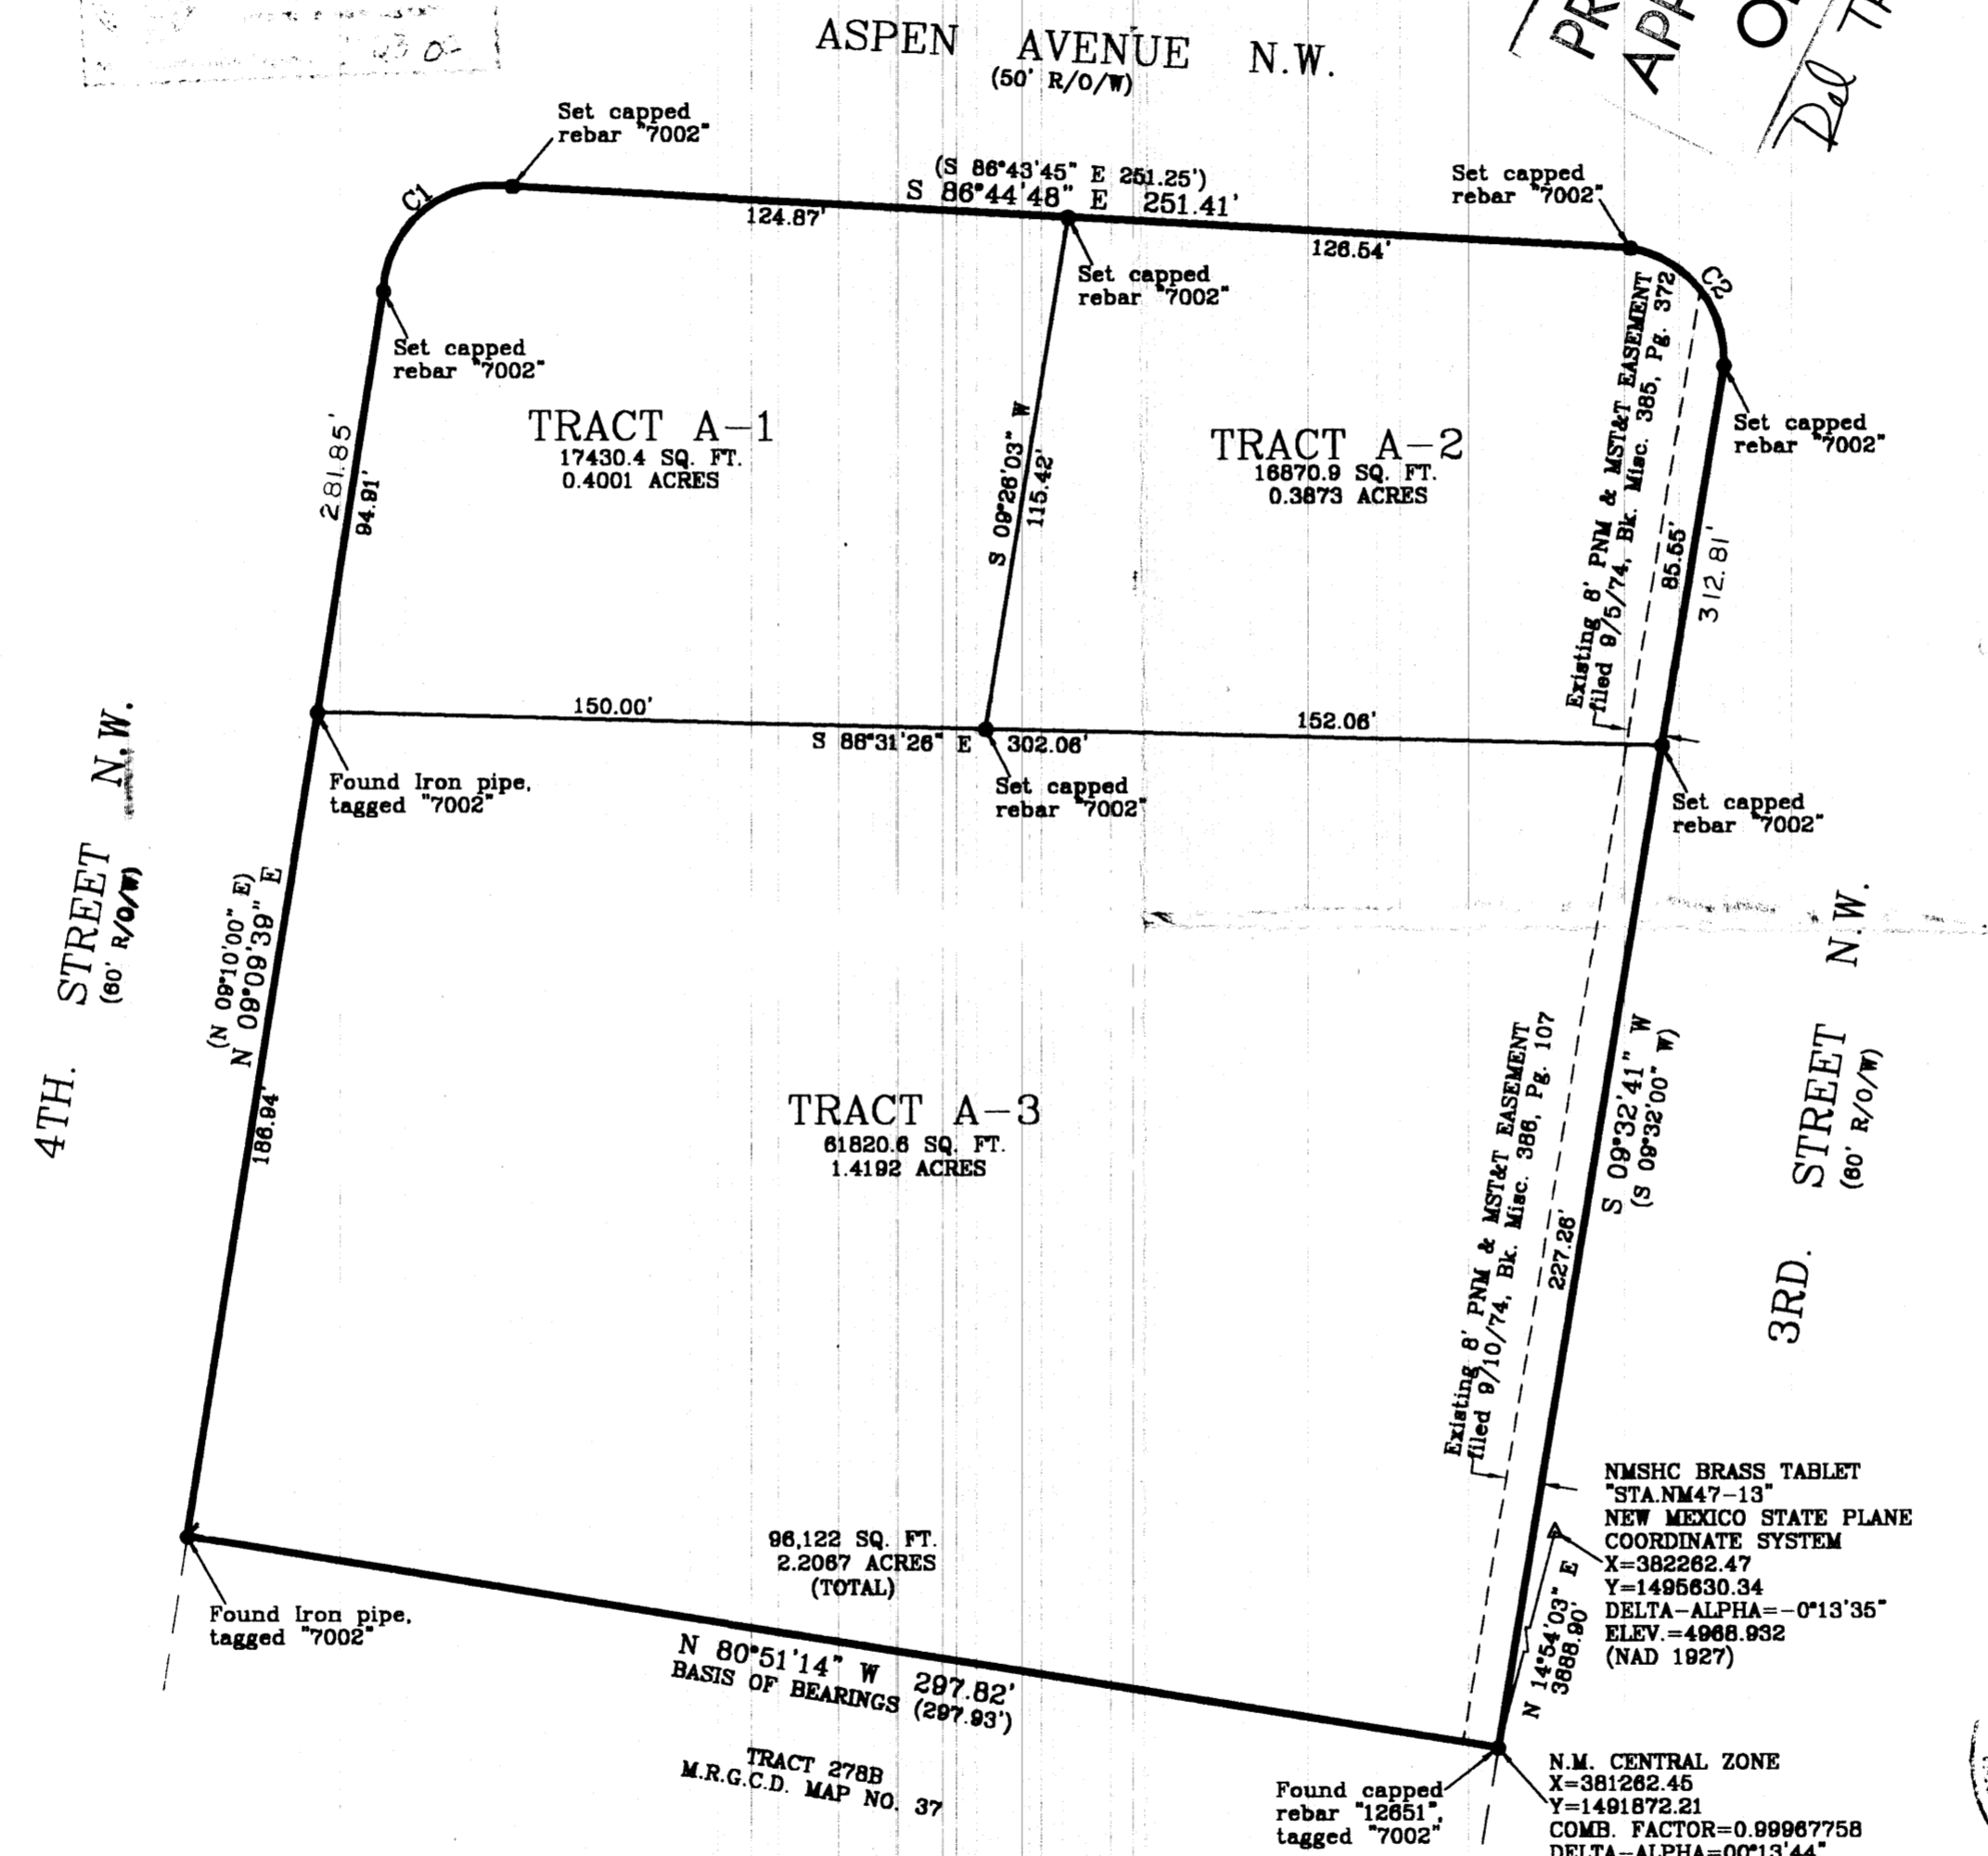 ASPEN AVENUE N.W.
(50' R/O/W)
PR
APP
O
Del
Set capped
rebar "7002"
(S 86°43'45" E 251.25')
S 86°44'48" E 251.41'
124.87'
126.54'
Set capped
rebar "7002"
C1
C2
Set capped
rebar "7002"
Set capped
rebar "7002"
Set capped
rebar "7002"
TRACT A-1
17430.4 SQ. FT.
0.4001 ACRES
TRACT A-2
16870.9 SQ. FT.
0.3873 ACRES
281.85'
94.91'
S 09°26'03" W
115.42'
Existing 8' PNM & MST&T EASEMENT
filed 9/5/74, Bk. Misc. 385, Pg. 372
85.55'
312.81'
150.00'
152.06'
S 86°31'26" E 302.06'
Found Iron pipe,
tagged "7002"
Set capped
rebar "7002"
Set capped
rebar "7002"
4TH. STREET N.W.
(60' R/O/W)
(N 09°10'00" E)
N 09°09'39" E
186.94'
TRACT A-3
61820.6 SQ. FT.
1.4192 ACRES
Existing 8' PNM & MST&T EASEMENT
filed 9/10/74, Bk. Misc. 386, Pg. 107
227.26'
S 09°32'41" W
(S 09°32'00" W)
3RD. STREET N.W.
(60' R/O/W)
96,122 SQ. FT.
2.2067 ACRES
(TOTAL)
NMSHC BRASS TABLET
"STA.NM47-13"
NEW MEXICO STATE PLANE
COORDINATE SYSTEM
X=382262.47
Y=1495630.34
DELTA-ALPHA=-0°13'35"
ELEV.=4968.932
(NAD 1927)
N 14°54'03" E
3888.90'
Found Iron pipe,
tagged "7002"
N 80°51'14" W 297.82'
BASIS OF BEARINGS (297.93')
TRACT 278B
M.R.G.C.D. MAP NO. 37
Found capped
rebar "12651",
tagged "7002"
N.M. CENTRAL ZONE
X=381262.45
Y=1491872.21
COMB. FACTOR=0.99967758
DELTA-ALPHA=00°13'44"